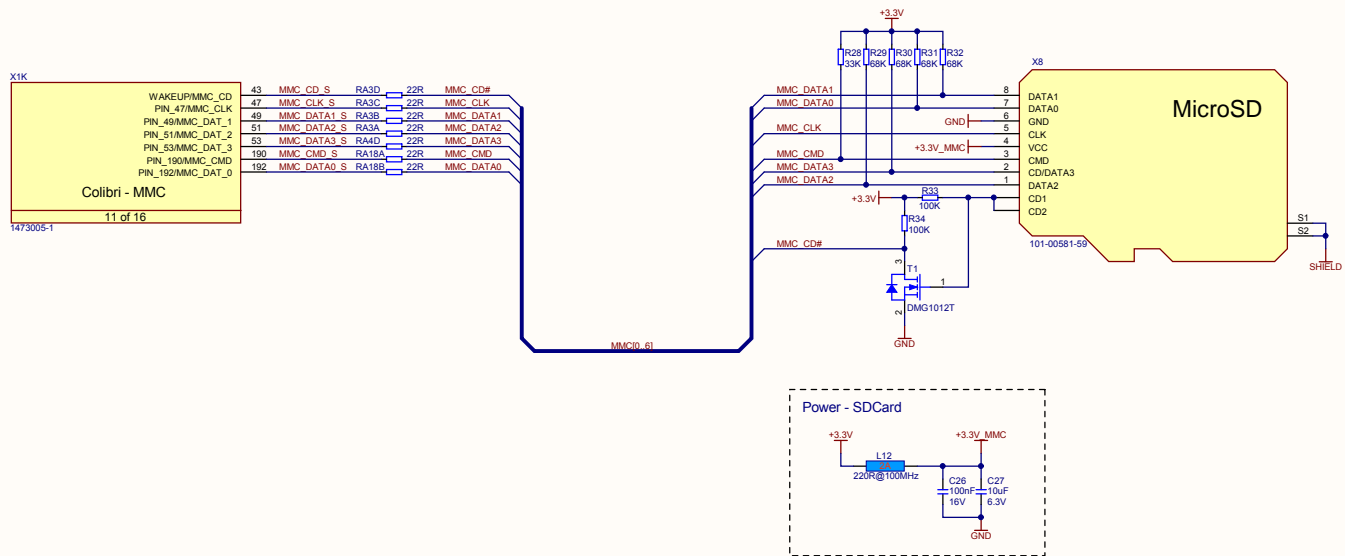 +3.3V
R28 R29 R30 R31 R32
33K 68K 68K 68K 68K
X1K
WAKEUP/MMC_CD 43 MMC_CD_S RA3D 22R MMC_CD#
PIN_47/MMC_CLK 47 MMC_CLK_S RA3C 22R MMC_CLK
PIN_49/MMC_DAT_1 49 MMC_DATA1_S RA3B 22R MMC_DATA1
PIN_51/MMC_DAT_2 51 MMC_DATA2_S RA3A 22R MMC_DATA2
PIN_53/MMC_DAT_3 53 MMC_DATA3_S RA4D 22R MMC_DATA3
PIN_190/MMC_CMD 190 MMC_CMD_S RA18A 22R MMC_CMD
PIN_192/MMC_DAT_0 192 MMC_DATA0_S RA18B 22R MMC_DATA0
Colibri - MMC
11 of 16
1473005-1
MMC[0..6]
X8
MicroSD
MMC_DATA1 8 DATA1
MMC_DATA0 7 DATA0
GND 6 GND
MMC_CLK 5 CLK
+3.3V_MMC 4 VCC
MMC_CMD 3 CMD
MMC_DATA3 2 CD/DATA3
MMC_DATA2 1 DATA2
+3.3V R33 CD1
100K
CD2
R34
100K
101-00581-59
S1
S2
SHIELD
MMC_CD#
3
T1
1
2
DMG1012T
GND
Power - SDCard
+3.3V
+3.3V_MMC
L12
2A
220R@100MHz
C26 C27
100nF 10uF
16V 6.3V
GND